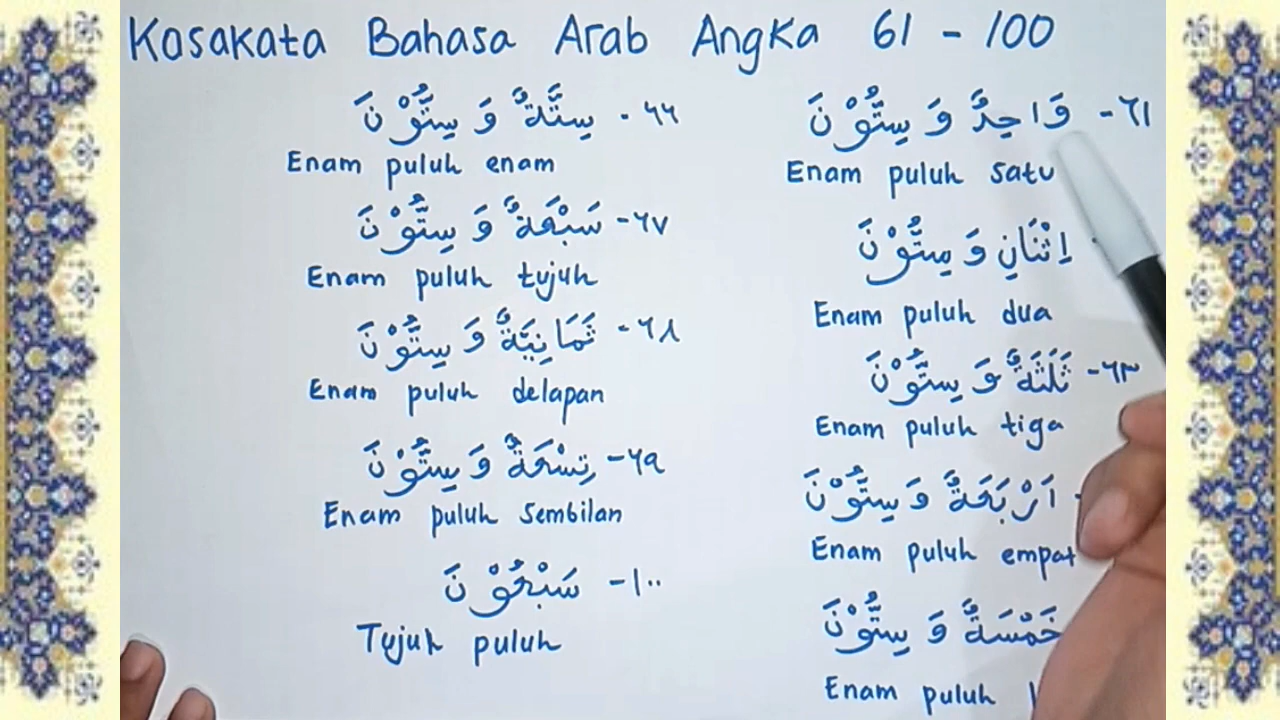 Kosakata Bahasa Arab Angka 61 - 100
٦١- وَاحِدٌ وَ سِتُّوْنَ
Enam puluh satu
اِثْنَانِ وَ سِتُّوْنَ
Enam puluh dua
٦٣- ثَلَثَةٌ وَ سِتُّوْنَ
Enam puluh tiga
اَرْبَعَةٌ وَ سِتُّوْنَ
Enam puluh empat
خَمْسَةٌ وَ سِتُّوْنَ
Enam puluh
٦٦. سِتَّةٌ وَ سِتُّوْنَ
Enam puluh enam
٦٧- سَبْعَةٌ وَ سِتُّوْنَ
Enam puluh tujuh
٦٨- ثَمَانِيَّةٌ وَ سِتُّوْنَ
Enam puluh delapan
٦٩- تِسْعَةٌ وَ سِتُّوْنَ
Enam puluh sembilan
١٠٠- سَبْعُوْنَ
Tujuh puluh